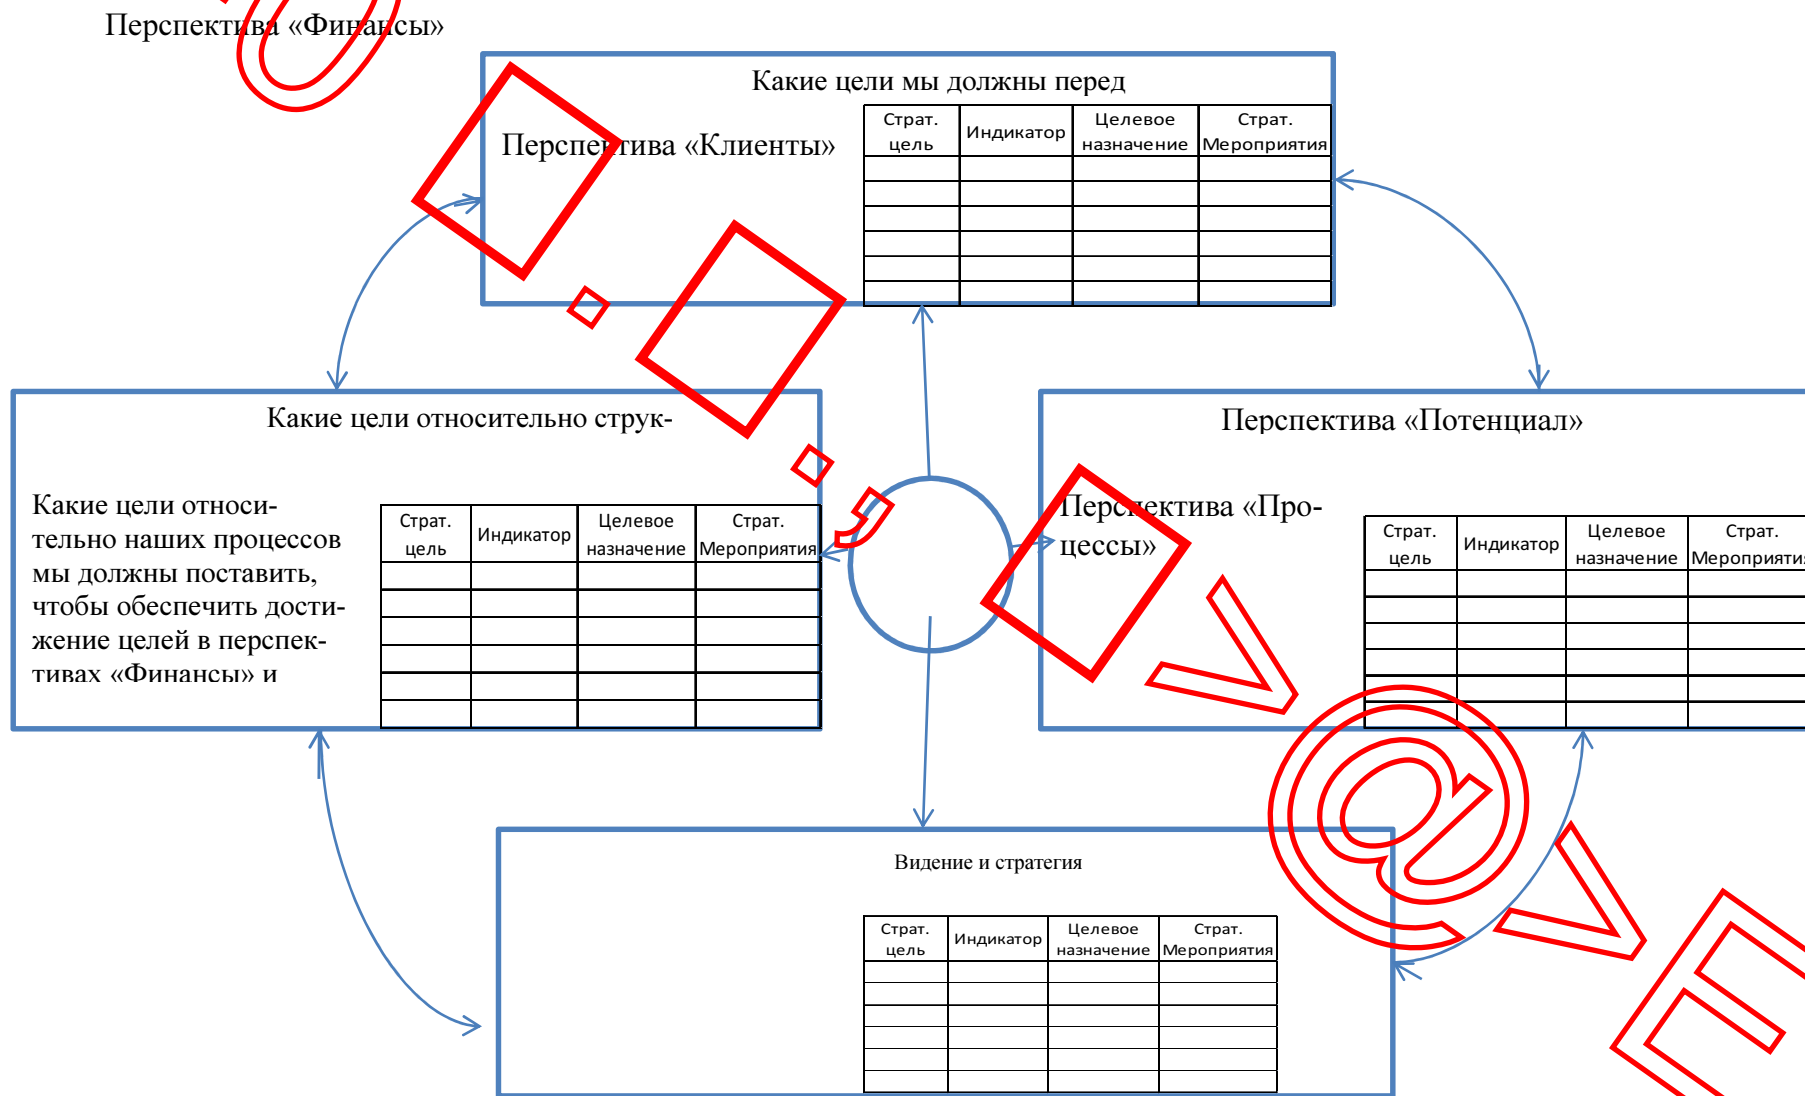 Перспектива «Финансы»
Какие цели мы должны перед
Перспектива «Клиенты»
Страт. цель
Индикатор
Целевое назначение
Страт. Мероприятия
Какие цели относительно струк-
Какие цели относи-
тельно наших процессов
мы должны поставить,
чтобы обеспечить дости-
жение целей в перспек-
тивах «Финансы» и
Страт. цель
Индикатор
Целевое назначение
Страт. Мероприятия
Перспектива «Потенциал»
Перспектива «Про-
цессы»
Страт. цель
Индикатор
Целевое назначение
Страт. Мероприятия
Видение и стратегия
Страт. цель
Индикатор
Целевое назначение
Страт. Мероприятия